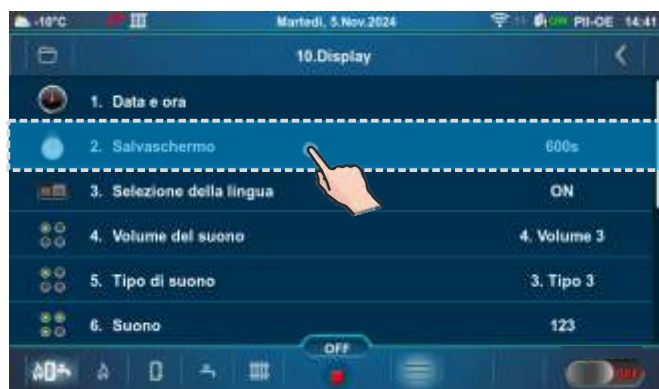 -10°C Martedì, 5.Nov.2024 PII-OE 14:41
10.Display
1. Data e ora
2. Salvaschermo 600s
3. Selezione della lingua ON
4. Volume del suono 4. Volume 3
5. Tipo di suono 3. Tipo 3
6. Suono 123
OFF
OFF